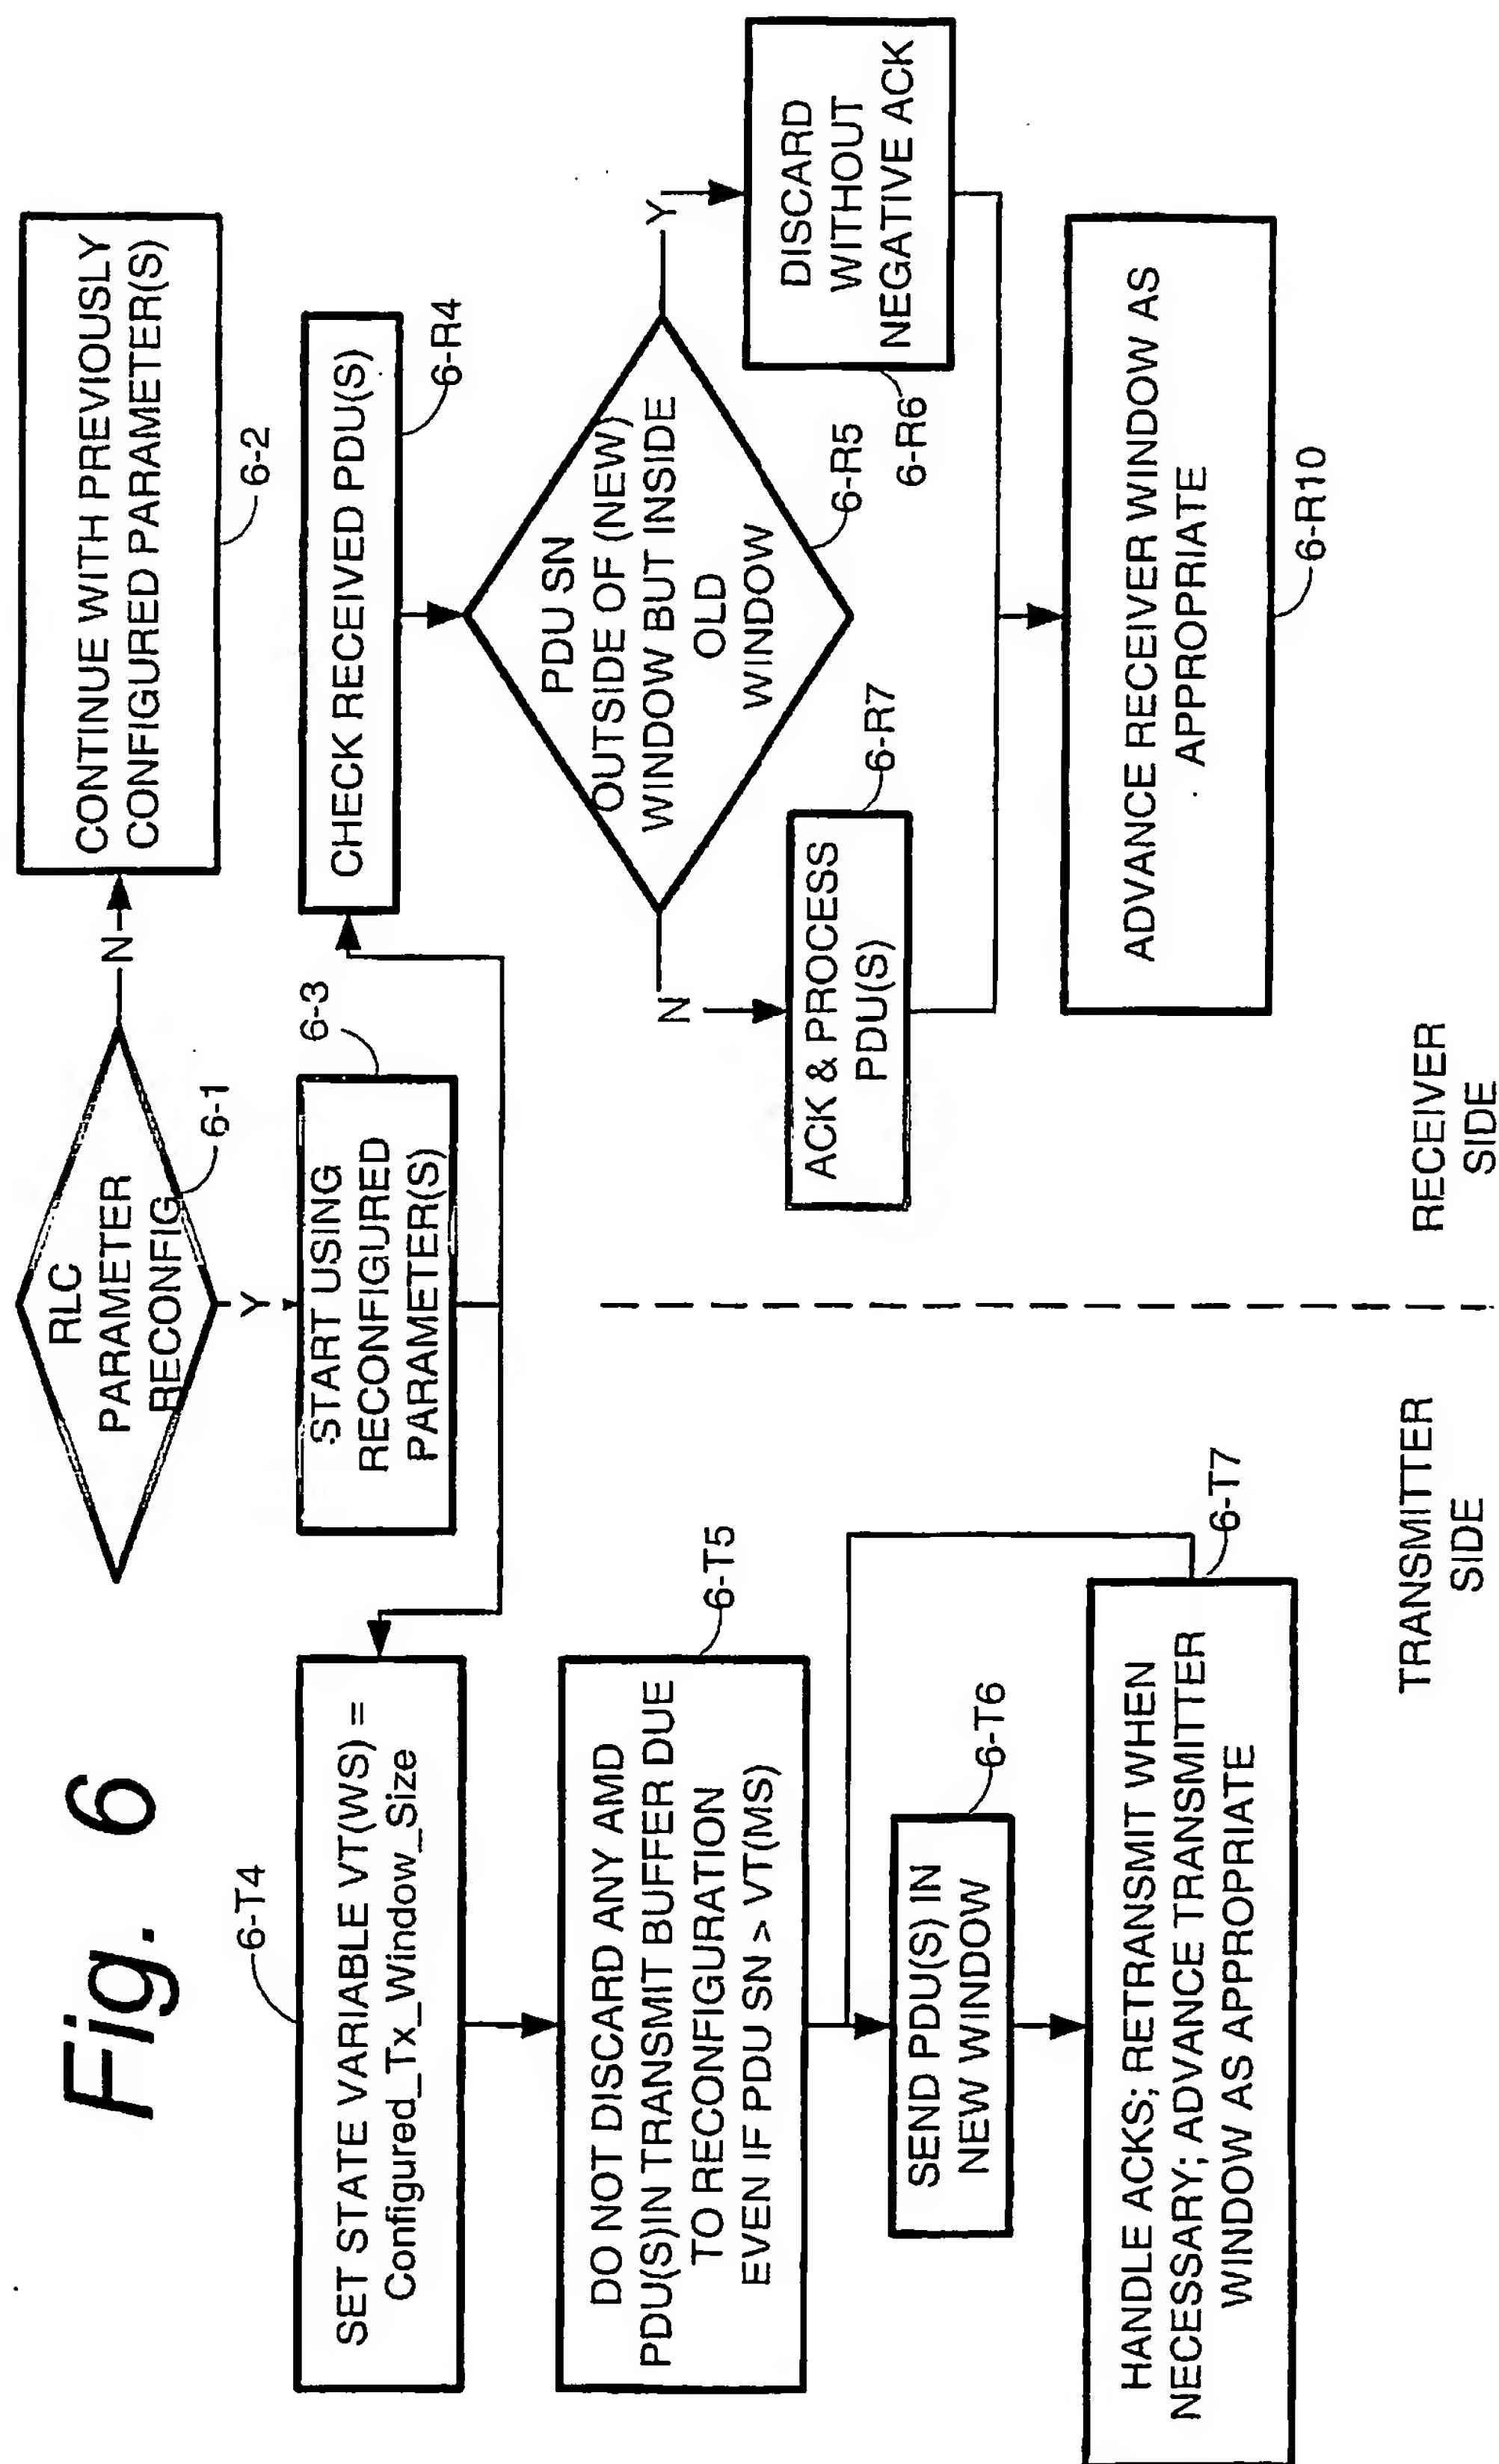 Fig. 6
RLC
PARAMETER
RECONFIG
6-1
N
CONTINUE WITH PREVIOUSLY
CONFIGURED PARAMETER(S)
6-2
Y
START USING
RECONFIGURED
PARAMETER(S)
6-3
6-T4
SET STATE VARIABLE VT(WS) =
Configured_Tx_Window_Size
DO NOT DISCARD ANY AMD
PDU(S)IN TRANSMIT BUFFER DUE
TO RECONFIGURATION
EVEN IF PDU SN > VT(MS)
6-T5
SEND PDU(S) IN
NEW WINDOW
6-T6
HANDLE ACKS; RETRANSMIT WHEN
NECESSARY; ADVANCE TRANSMITTER
WINDOW AS APPROPRIATE
6-T7
TRANSMITTER
SIDE
CHECK RECEIVED PDU(S)
6-R4
PDU SN
OUTSIDE OF (NEW)
WINDOW BUT INSIDE
OLD
WINDOW
6-R5
N
Y
ACK & PROCESS
PDU(S)
6-R7
DISCARD
WITHOUT
NEGATIVE ACK
6-R6
ADVANCE RECEIVER WINDOW AS
APPROPRIATE
6-R10
RECEIVER
SIDE